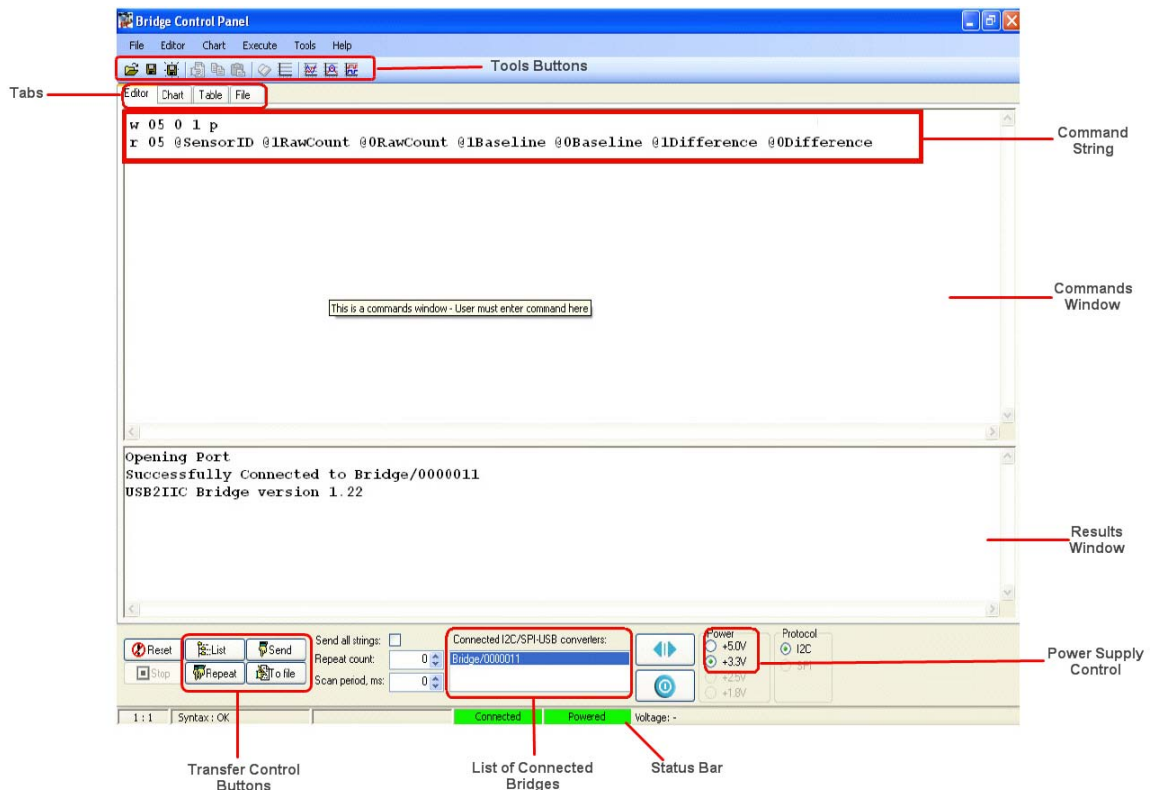 Bridge Control Panel
File Editor Chart Execute Tools Help
Tools Buttons
Tabs
Editor Chart Table File
w 05 0 1 p
r 05 @SensorID @1RawCount @0RawCount @1Baseline @0Baseline @1Difference @0Difference
Command
String
This is a commands window - User must enter command here
Commands
Window
Opening Port
Successfully Connected to Bridge/0000011
USB2IIC Bridge version 1.22
Results
Window
Reset List Send
Stop Repeat To file
Send all strings:
Repeat count: 0
Scan period, ms: 0
Connected I2C/SPI-USB converters:
Bridge/0000011
Power
+5.0V
+3.3V
+2.5V
+1.8V
Protocol
I2C
SPI
Power Supply
Control
1 : 1 Syntax : OK Connected Powered Voltage: -
Transfer Control
Buttons
List of Connected
Bridges
Status Bar